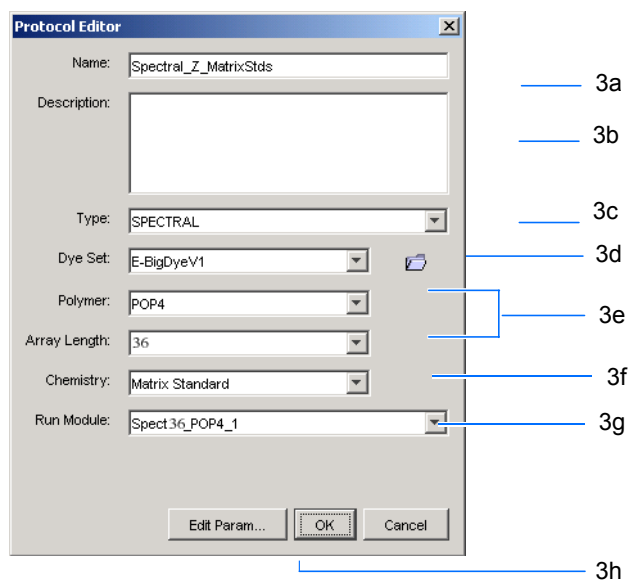 Protocol Editor
Name: Spectral_Z_MatrixStds
3a
Description:
3b
Type: SPECTRAL
3c
Dye Set: E-BigDyeV1
3d
Polymer: POP4
3e
Array Length: 36
Chemistry: Matrix Standard
3f
Run Module: Spect36_POP4_1
3g
Edit Param... OK Cancel
3h